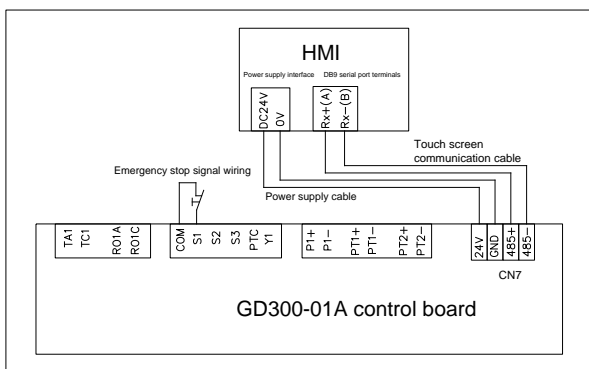 HMI
Power supply interface
DB9 serial port terminals
DC24V
0V
Rx+(A)
Rx-(B)
Touch screen
communication cable
Emergency stop signal wiring
Power supply cable
TA1
TC1
RO1A
RO1C
COM
S1
S2
S3
PTC
Y1
P1+
P1-
PT1+
PT1-
PT2+
PT2-
24V
GND
485+
485-
CN7
GD300-01A control board